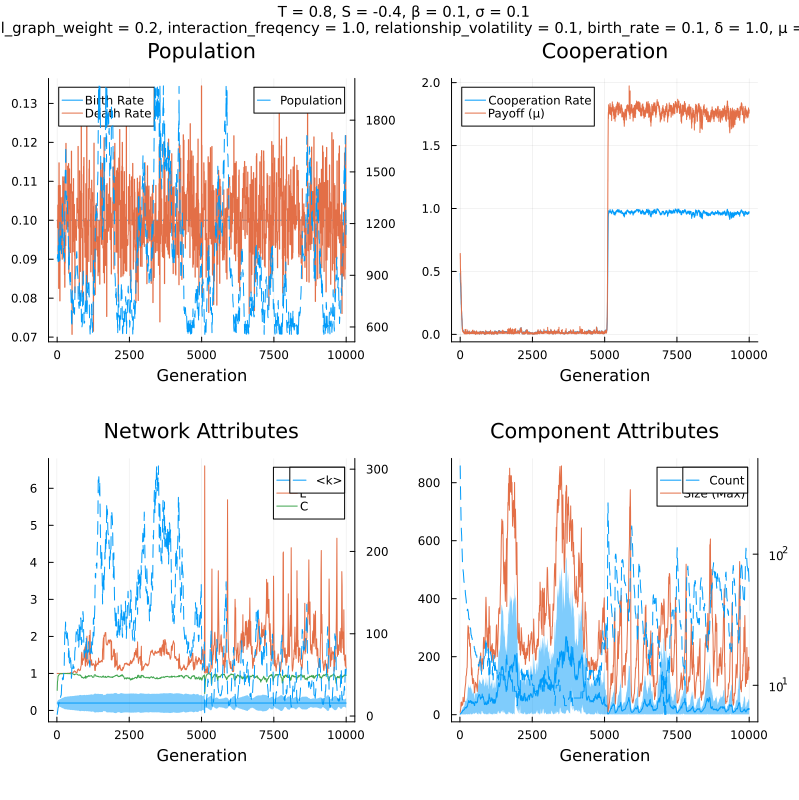 T = 0.8, S = -0.4, β = 0.1, σ = 0.1
l_graph_weight = 0.2, interaction_freqency = 1.0, relationship_volatility = 0.1, birth_rate = 0.1, δ = 1.0, μ =
Population
Cooperation
Birth Rate
Death Rate
Population
0.13
0.12
0.11
0.10
0.09
0.08
0.07
1800
1500
1200
900
600
0
2500
5000
7500
10000
Generation
Cooperation Rate
Payoff (μ)
2.0
1.5
1.0
0.5
0.0
0
2500
5000
7500
10000
Generation
Network Attributes
Component Attributes
<k>
C
6
5
4
3
2
1
0
300
200
100
0
0
2500
5000
7500
10000
Generation
Count
Size (Max)
800
600
400
200
0
10²
10¹
0
2500
5000
7500
10000
Generation